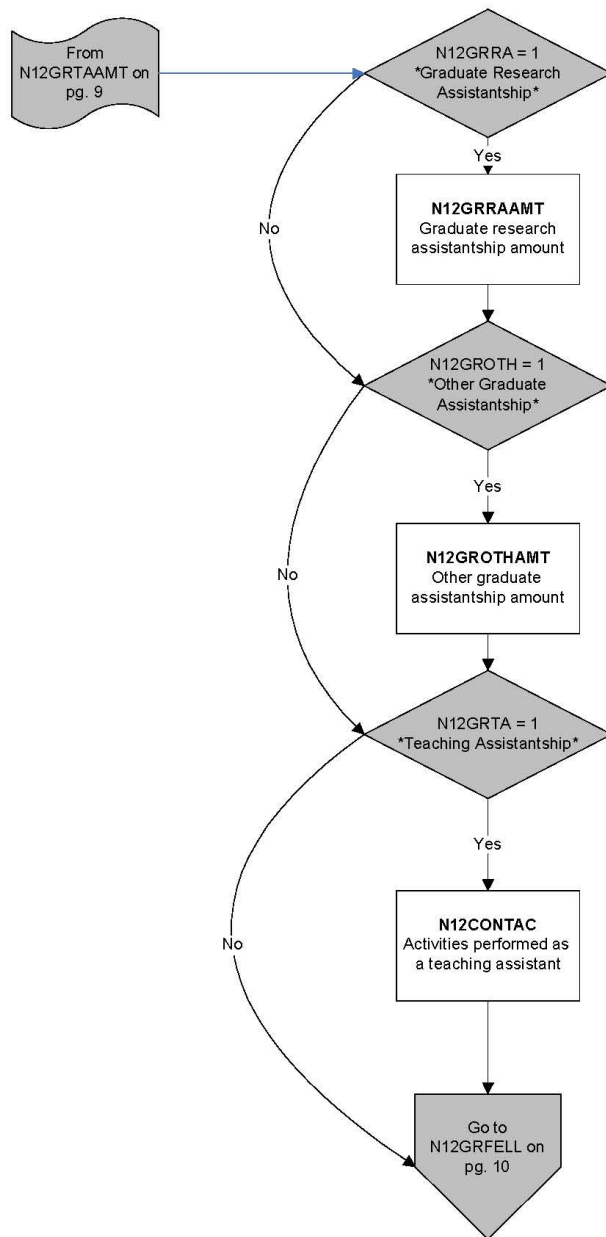 From
N12GRTAAMT on
pg. 9
N12GRRA = 1
*Graduate Research
Assistantship*
Yes
N12GRRAAMT
Graduate research
assistantship amount
No
N12GROTH = 1
*Other Graduate
Assistantship*
Yes
N12GROTHAMT
Other graduate
assistantship amount
No
N12GRTA = 1
*Teaching Assistantship*
Yes
N12CONTAC
Activities performed as
a teaching assistant
No
Go to
N12GRFELL on
pg. 10